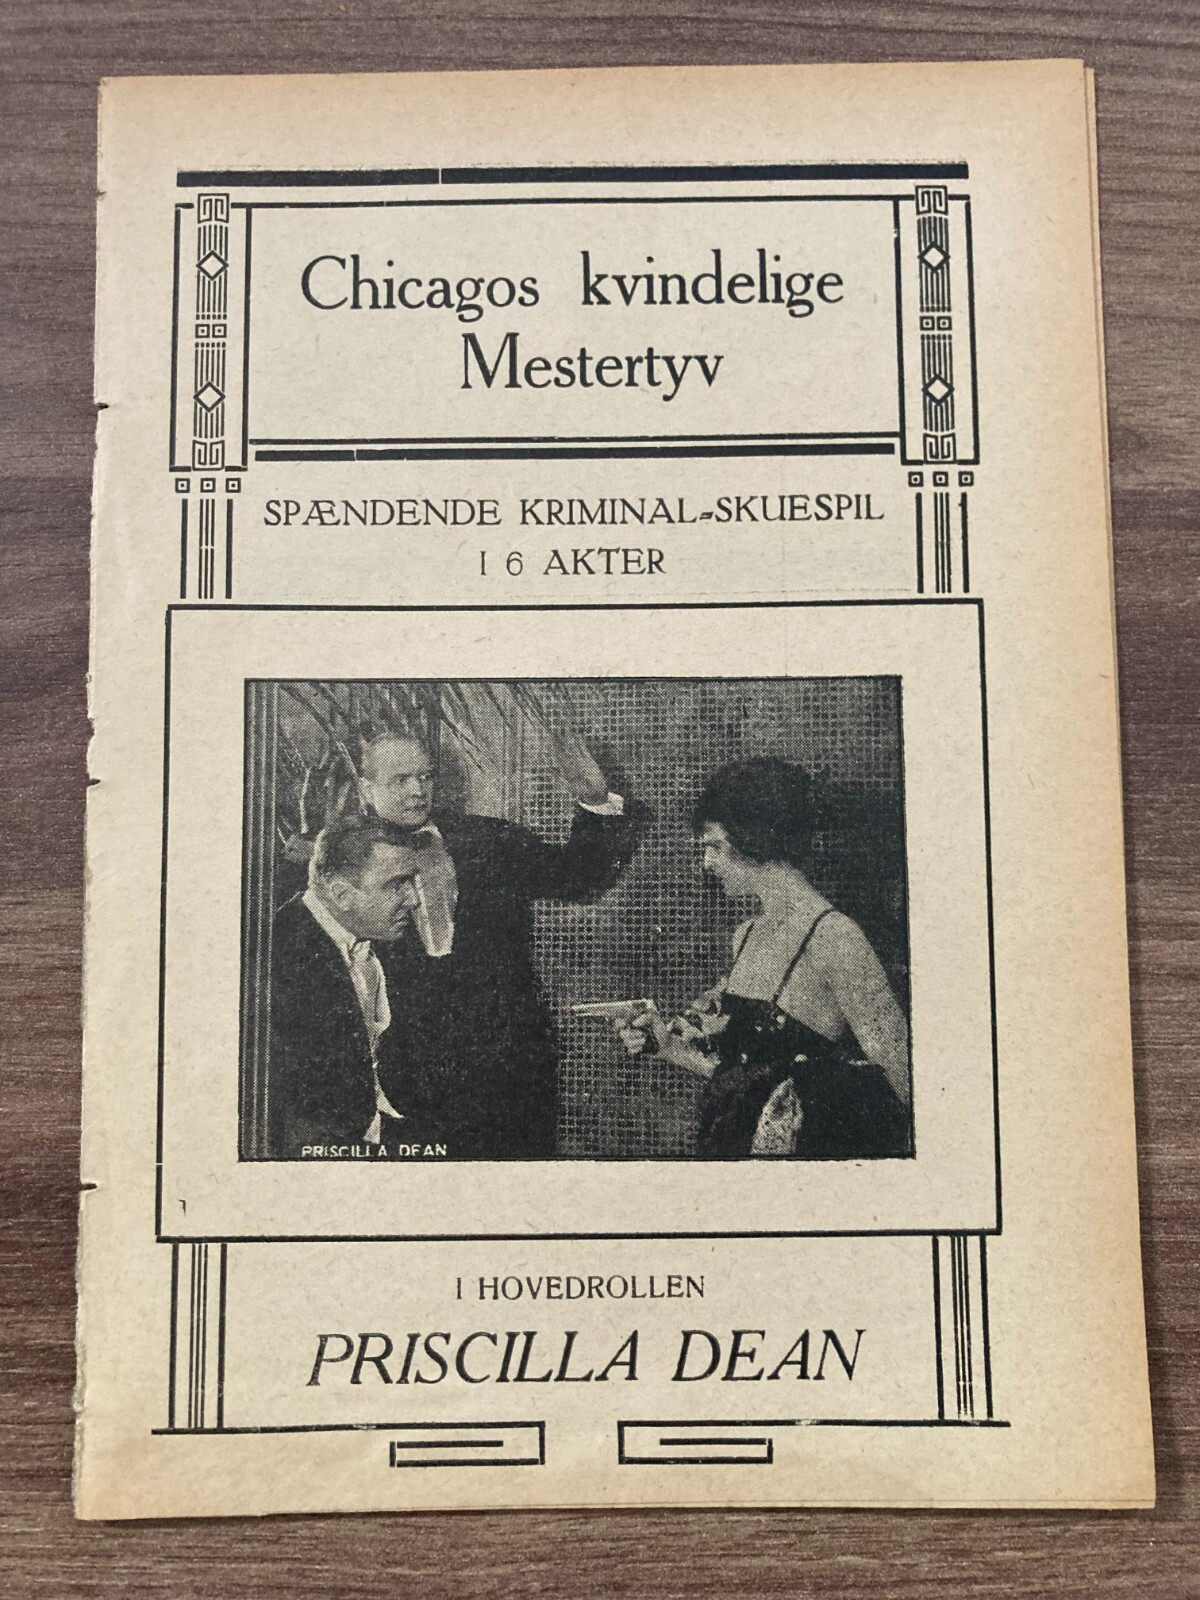 Chicagos kvindelige
Mestertyv
SPÆNDENDE KRIMINAL-SKUESPIL
I 6 AKTER
PRISCILLA DEAN
I HOVEDROLLEN
PRISCILLA DEAN